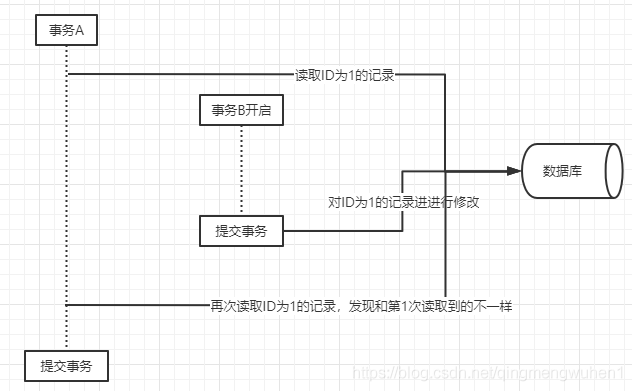 事务A
读取ID为1的记录
事务B开启
数据库
对ID为1的记录进进行修改
提交事务
再次读取ID为1的记录，发现和第1次读取到的不一样
提交事务
https://blog.csdn.net/qingmengwuhen1